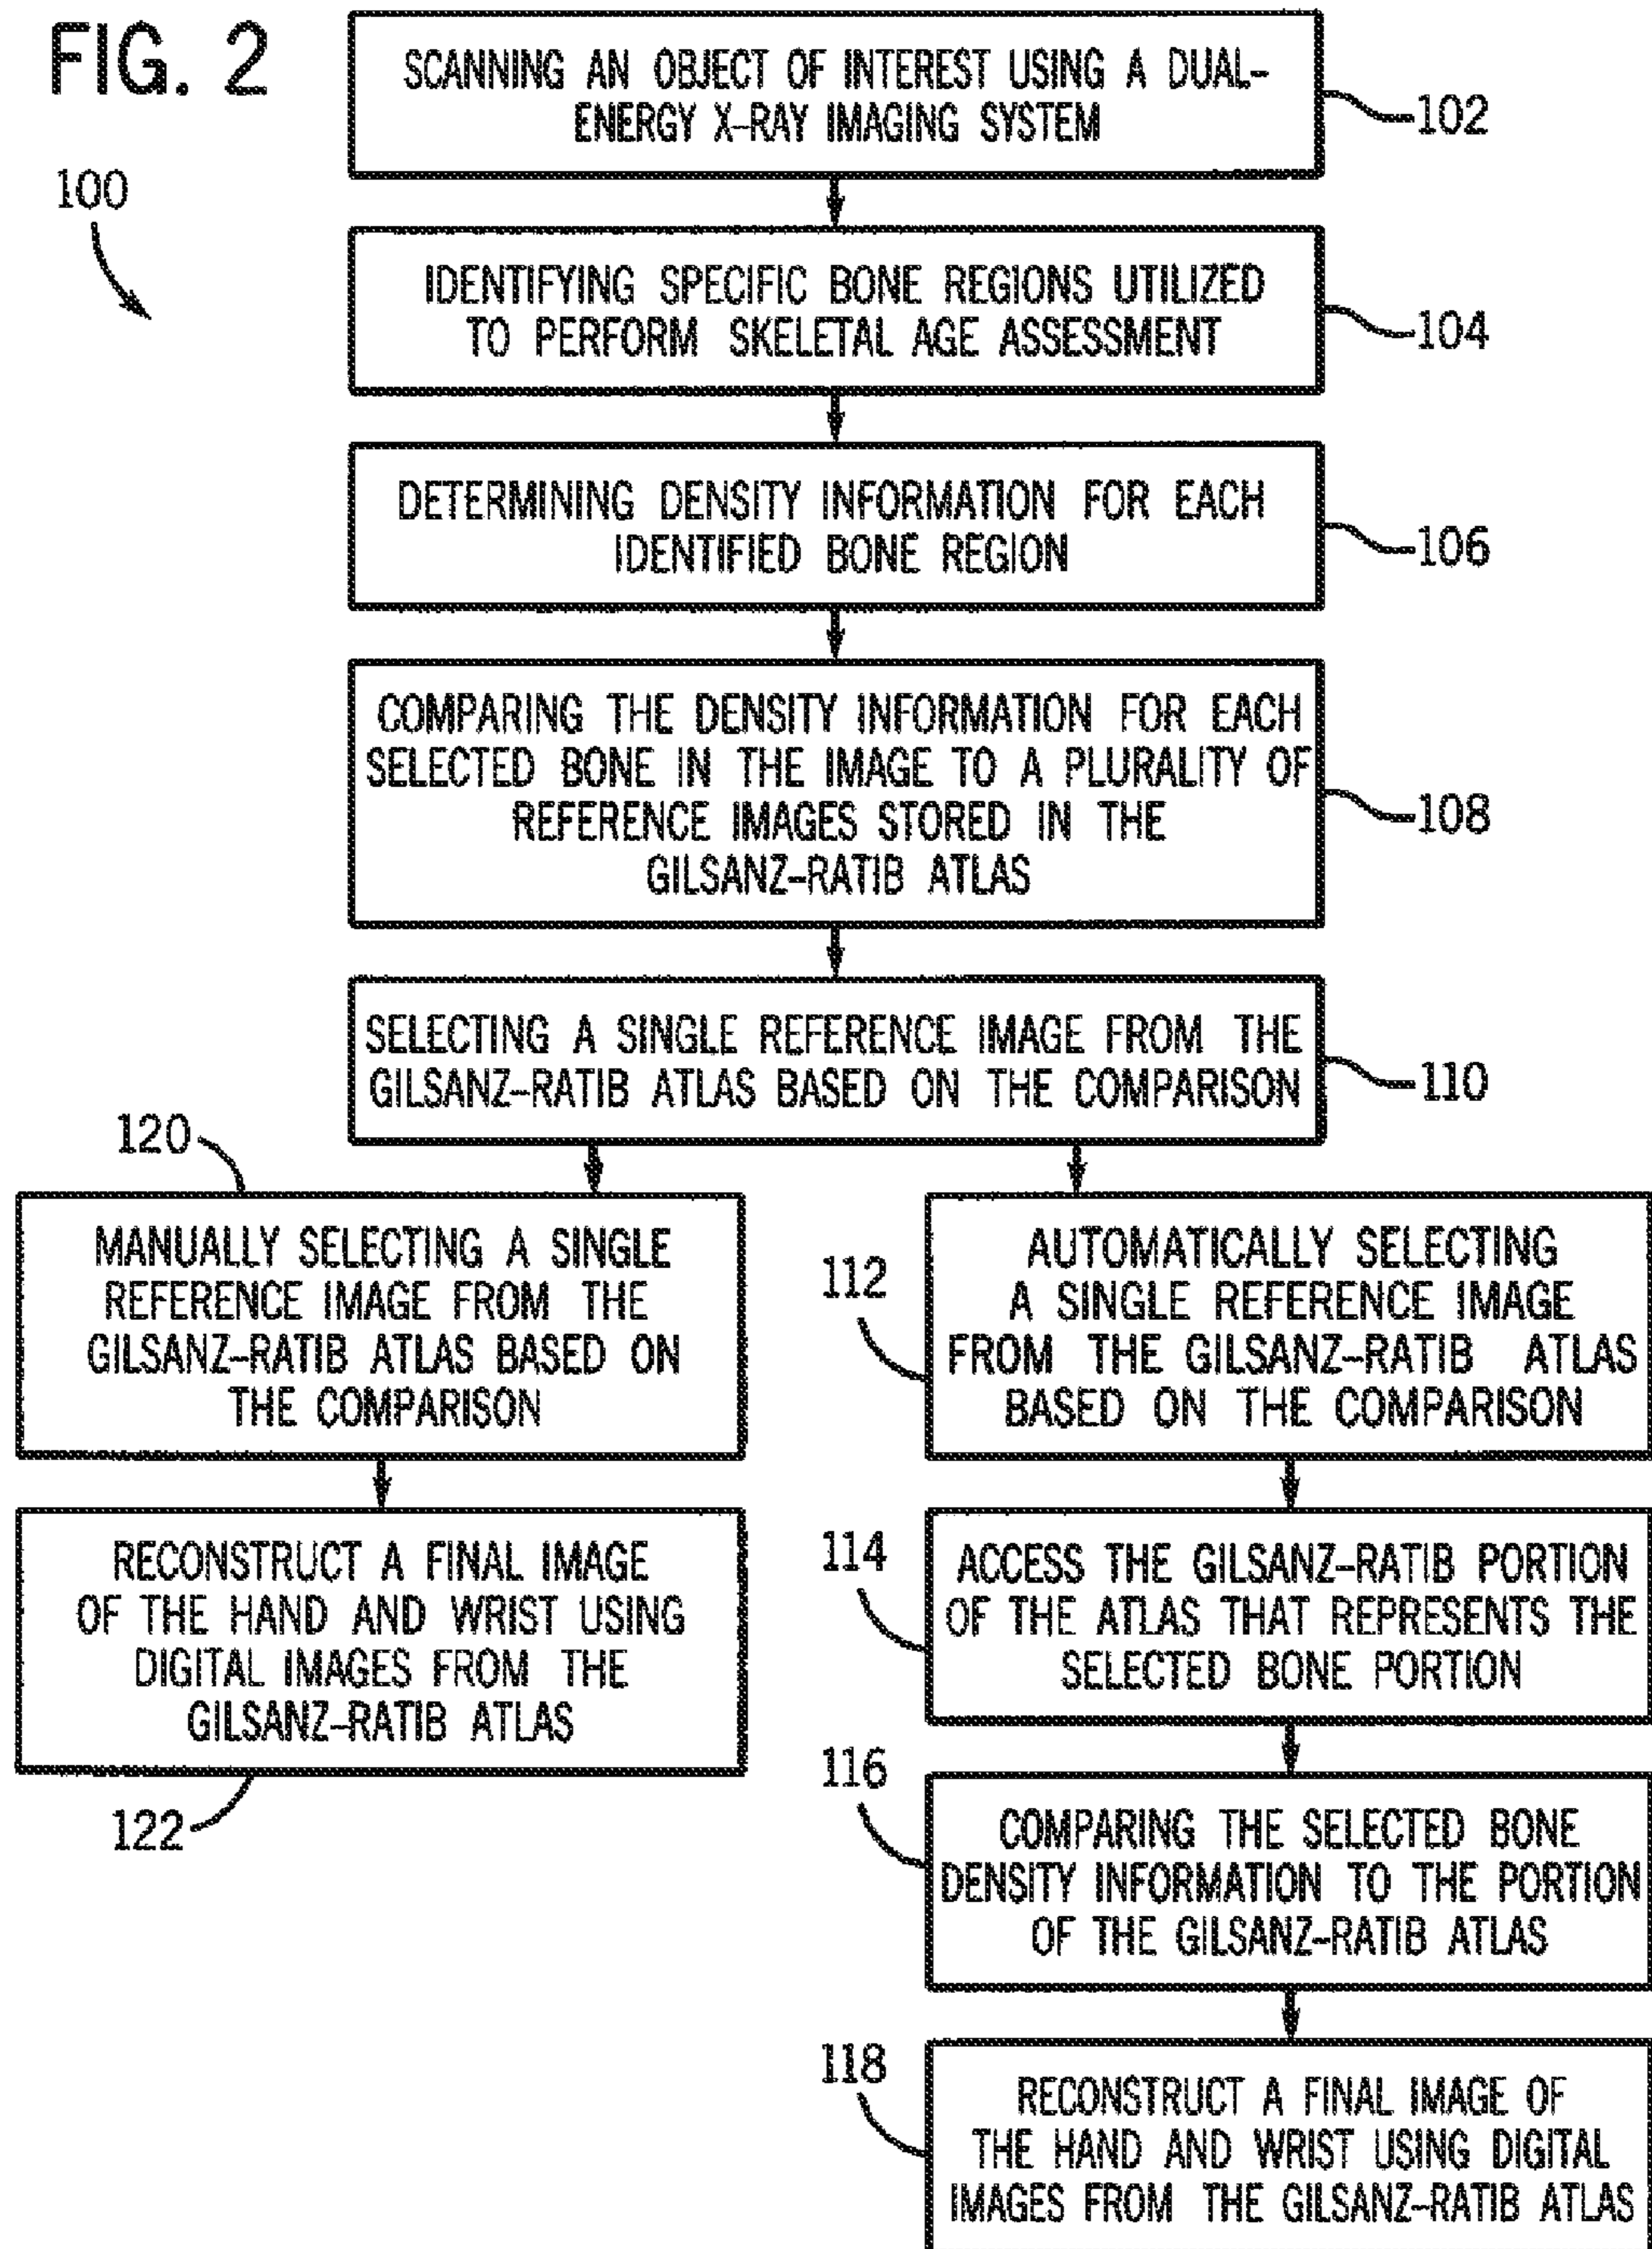 FIG. 2
100
SCANNING AN OBJECT OF INTEREST USING A DUAL-
ENERGY X-RAY IMAGING SYSTEM
102
IDENTIFYING SPECIFIC BONE REGIONS UTILIZED
TO PERFORM SKELETAL AGE ASSESSMENT
104
DETERMINING DENSITY INFORMATION FOR EACH
IDENTIFIED BONE REGION
106
COMPARING THE DENSITY INFORMATION FOR EACH
SELECTED BONE IN THE IMAGE TO A PLURALITY OF
REFERENCE IMAGES STORED IN THE
GILSANZ-RATIB ATLAS
108
SELECTING A SINGLE REFERENCE IMAGE FROM THE
GILSANZ-RATIB ATLAS BASED ON THE COMPARISON
110
120
MANUALLY SELECTING A SINGLE
REFERENCE IMAGE FROM THE
GILSANZ-RATIB ATLAS BASED ON
THE COMPARISON
RECONSTRUCT A FINAL IMAGE
OF THE HAND AND WRIST USING
DIGITAL IMAGES FROM THE
GILSANZ-RATIB ATLAS
122
112
AUTOMATICALLY SELECTING
A SINGLE REFERENCE IMAGE
FROM THE GILSANZ-RATIB ATLAS
BASED ON THE COMPARISON
114
ACCESS THE GILSANZ-RATIB PORTION
OF THE ATLAS THAT REPRESENTS THE
SELECTED BONE PORTION
116
COMPARING THE SELECTED BONE
DENSITY INFORMATION TO THE PORTION
OF THE GILSANZ-RATIB ATLAS
118
RECONSTRUCT A FINAL IMAGE OF
THE HAND AND WRIST USING DIGITAL
IMAGES FROM THE GILSANZ-RATIB ATLAS